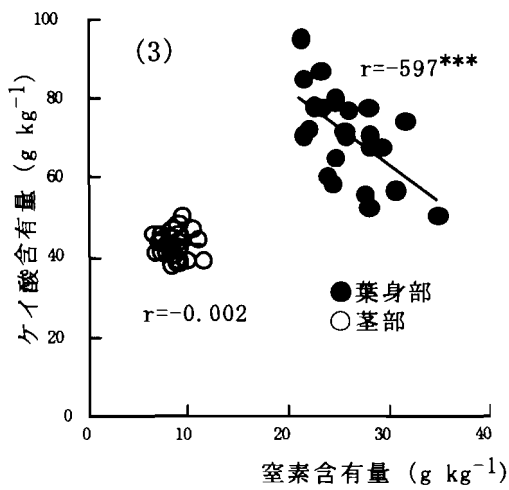 (3)
r=-597***
100
80
60
40
20
0
ケイ酸含有量 (g kg⁻¹)
●葉身部
○茎部
r=-0.002
0 10 20 30 40
窒素含有量 (g kg⁻¹)